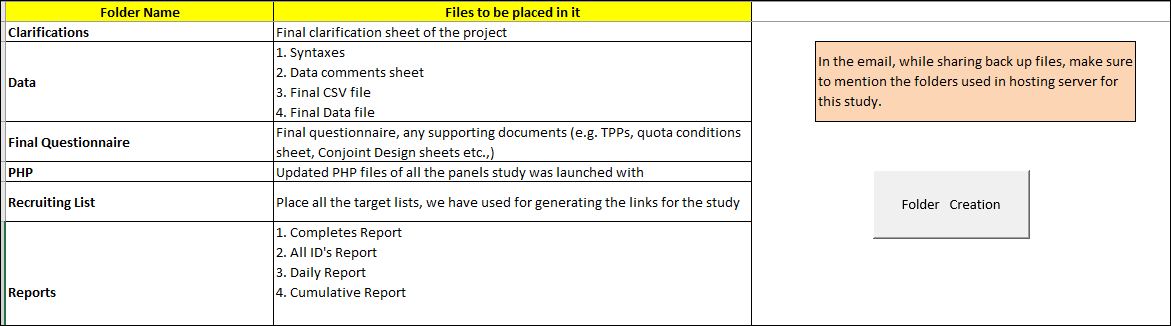 Folder Name
Files to be placed in it
Clarifications
Final clarification sheet of the project
Data
1. Syntaxes
2. Data comments sheet
3. Final CSV file
4. Final Data file
Final Questionnaire
Final questionnaire, any supporting documents (e.g. TPPs, quota conditions
sheet, Conjoint Design sheets etc.,)
PHP
Updated PHP files of all the panels study was launched with
Recruiting List
Place all the target lists, we have used for generating the links for the study
Reports
1. Completes Report
2. All ID's Report
3. Daily Report
4. Cumulative Report
In the email, while sharing back up files, make sure
to mention the folders used in hosting server for
this study.
Folder Creation